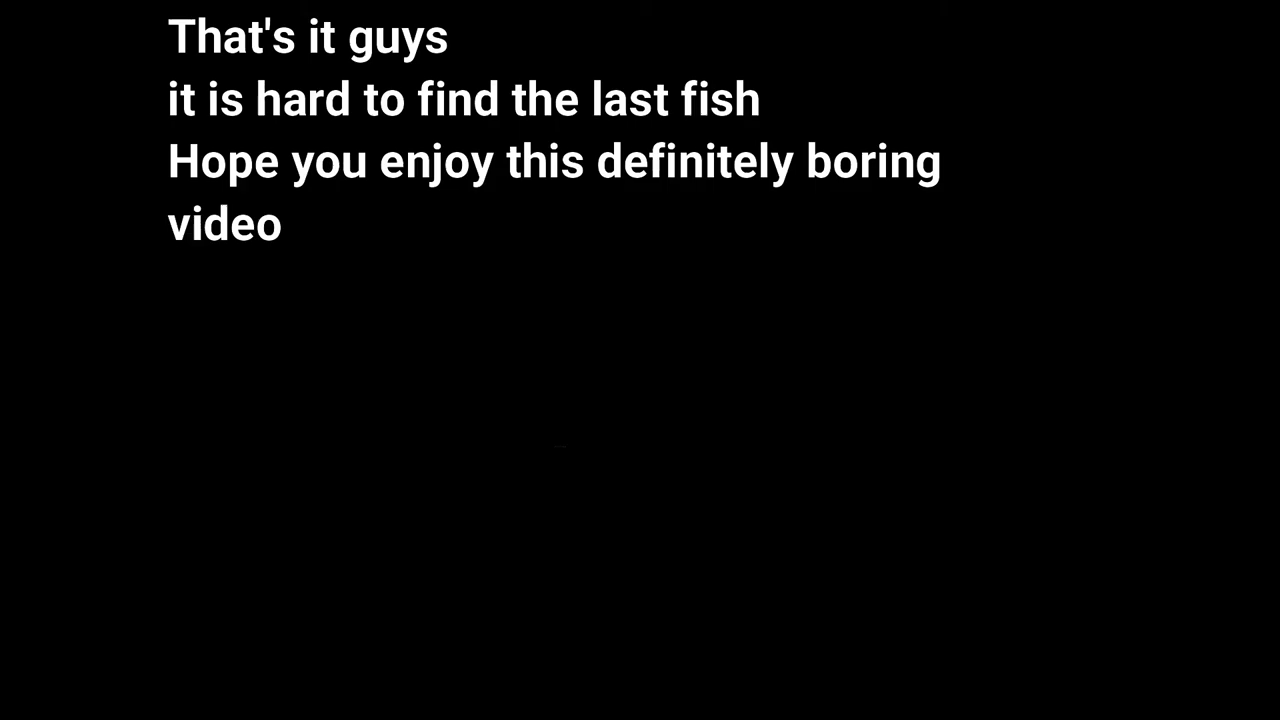 That's it guys
it is hard to find the last fish
Hope you enjoy this definitely boring
video